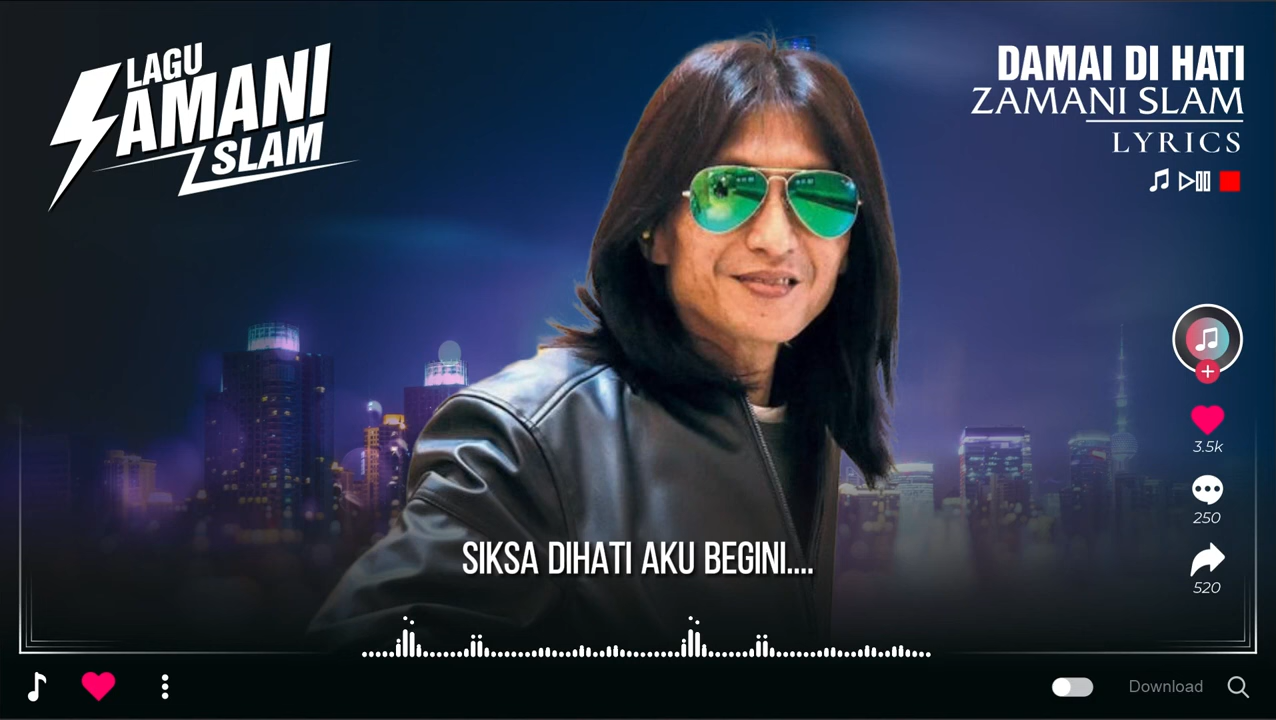 LAGU
ZAMANI
SLAM
DAMAI DI HATI
ZAMANI SLAM
LYRICS
3.5k
250
520
SIKSA DIHATI AKU BEGINI....
Download